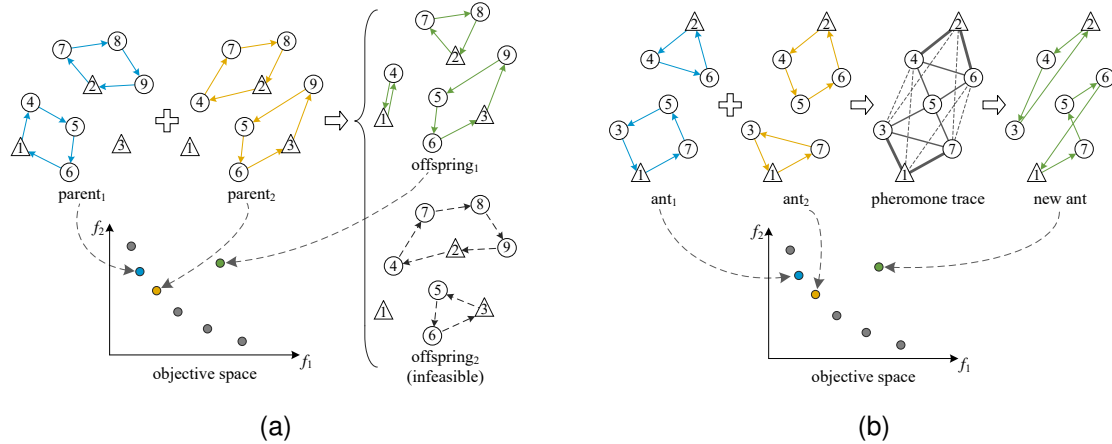 7 8 2 9 4 5 1 6 3
7 8 4 2 9 5 1 6 3
7 8 2 9 4 5 1 6 3
parent₁
parent₂
offspring₁
7 8 2 9 4
5 1 3 6
offspring₂
(infeasible)
f₂
f₁
objective space
(a)
2 4 6 5 3 7 1
2 4 6 5 3 7 1
2 4 6 5 3 7 1
2 4 6 5 3 7 1
ant₁
ant₂
pheromone trace
new ant
f₂
f₁
objective space
(b)